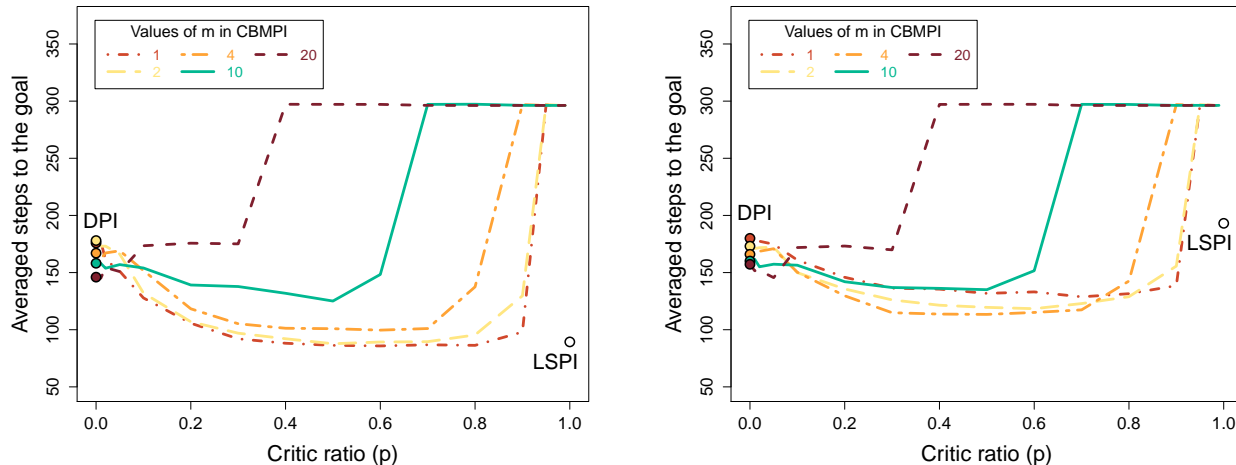 Values of m in CBMPI
1 4 20
2 10
Averaged steps to the goal
350
300
250
200
150
100
50
DPI
LSPI
0.0 0.2 0.4 0.6 0.8 1.0
Critic ratio (p)
Values of m in CBMPI
1 4 20
2 10
Averaged steps to the goal
350
300
250
200
150
100
50
DPI
LSPI
0.0 0.2 0.4 0.6 0.8 1.0
Critic ratio (p)